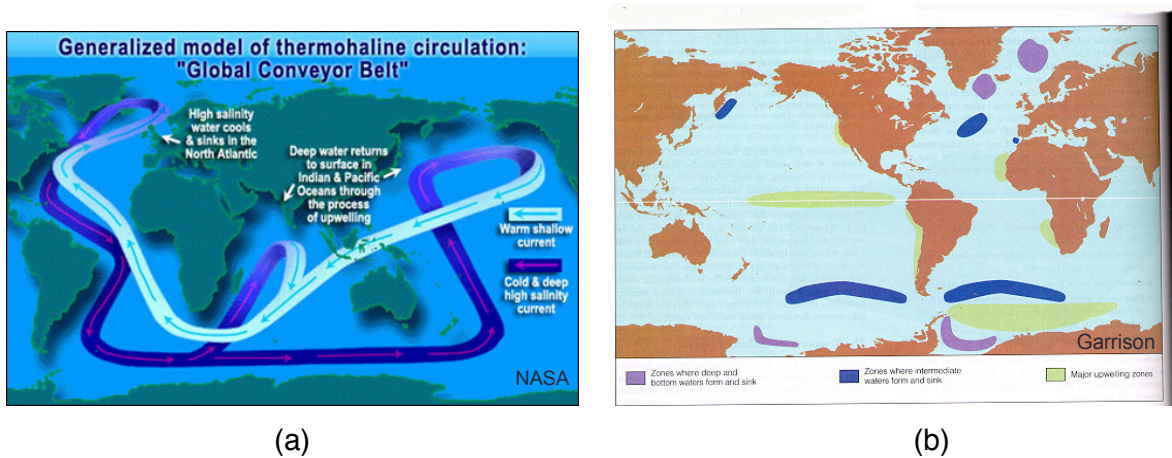 Generalized model of thermohaline circulation:
"Global Conveyor Belt"
High salinity
water cools
& sinks in the
North Atlantic
Deep water returns
to surface in
Indian & Pacific
Oceans through
the process
of upwelling
Warm shallow
current
Cold & deep
high salinity
current
NASA
(a)
Garrison
Zones where deep and
bottom waters form and sink
Zones where intermediate
waters form and sink
Major upwelling zones
(b)